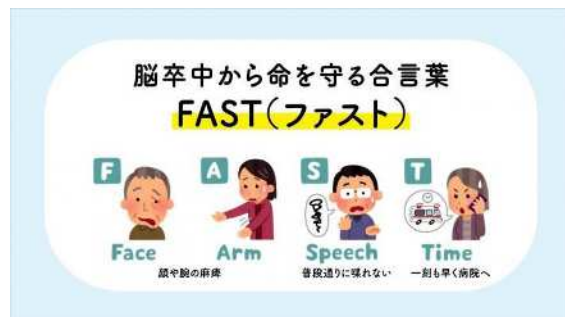 脳卒中から命を守る合言葉
FAST(ファスト)
F A S T
Face Arm Speech Time
顔や腕の麻痺 普段通りに喋れない 一刻も早く病院へ